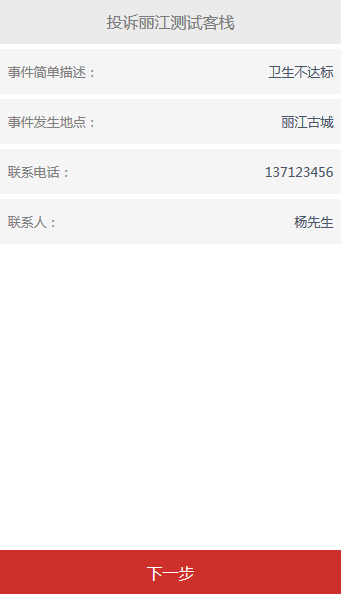 投诉丽江测试客栈
事件简单描述： 卫生不达标
事件发生地点： 丽江古城
联系电话： 137123456
联系人： 杨先生
下一步